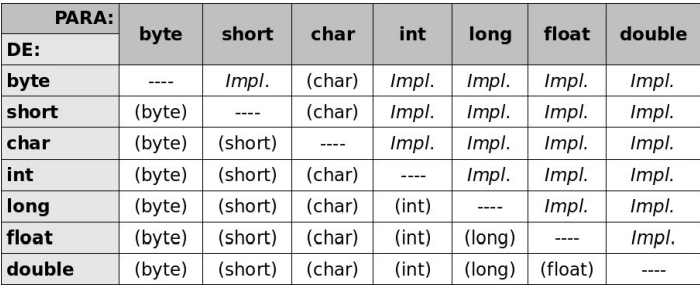 PARA: byte short char int long float double
DE:
byte ---- Impl. (char) Impl. Impl. Impl. Impl.
short (byte) ---- (char) Impl. Impl. Impl. Impl.
char (byte) (short) ---- Impl. Impl. Impl. Impl.
int (byte) (short) (char) ---- Impl. Impl. Impl.
long (byte) (short) (char) (int) ---- Impl. Impl.
float (byte) (short) (char) (int) (long) ---- Impl.
double (byte) (short) (char) (int) (long) (float) ----